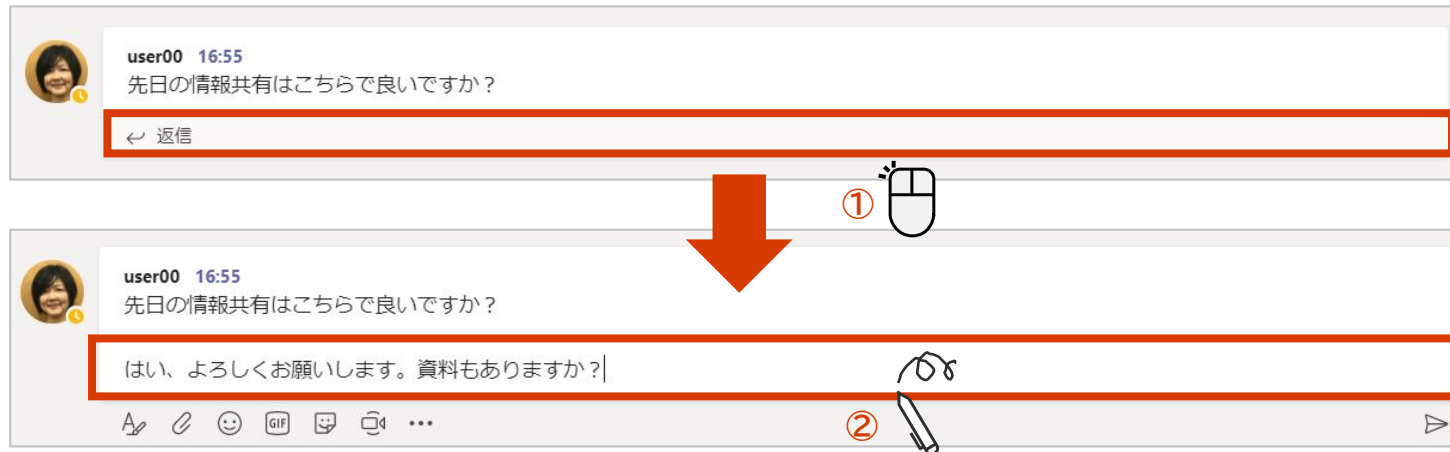 user00 16:55
先日の情報共有はこちらで良いですか？
返信
①
user00 16:55
先日の情報共有はこちらで良いですか？
はい、よろしくお願いします。資料もありますか？
GIF
②